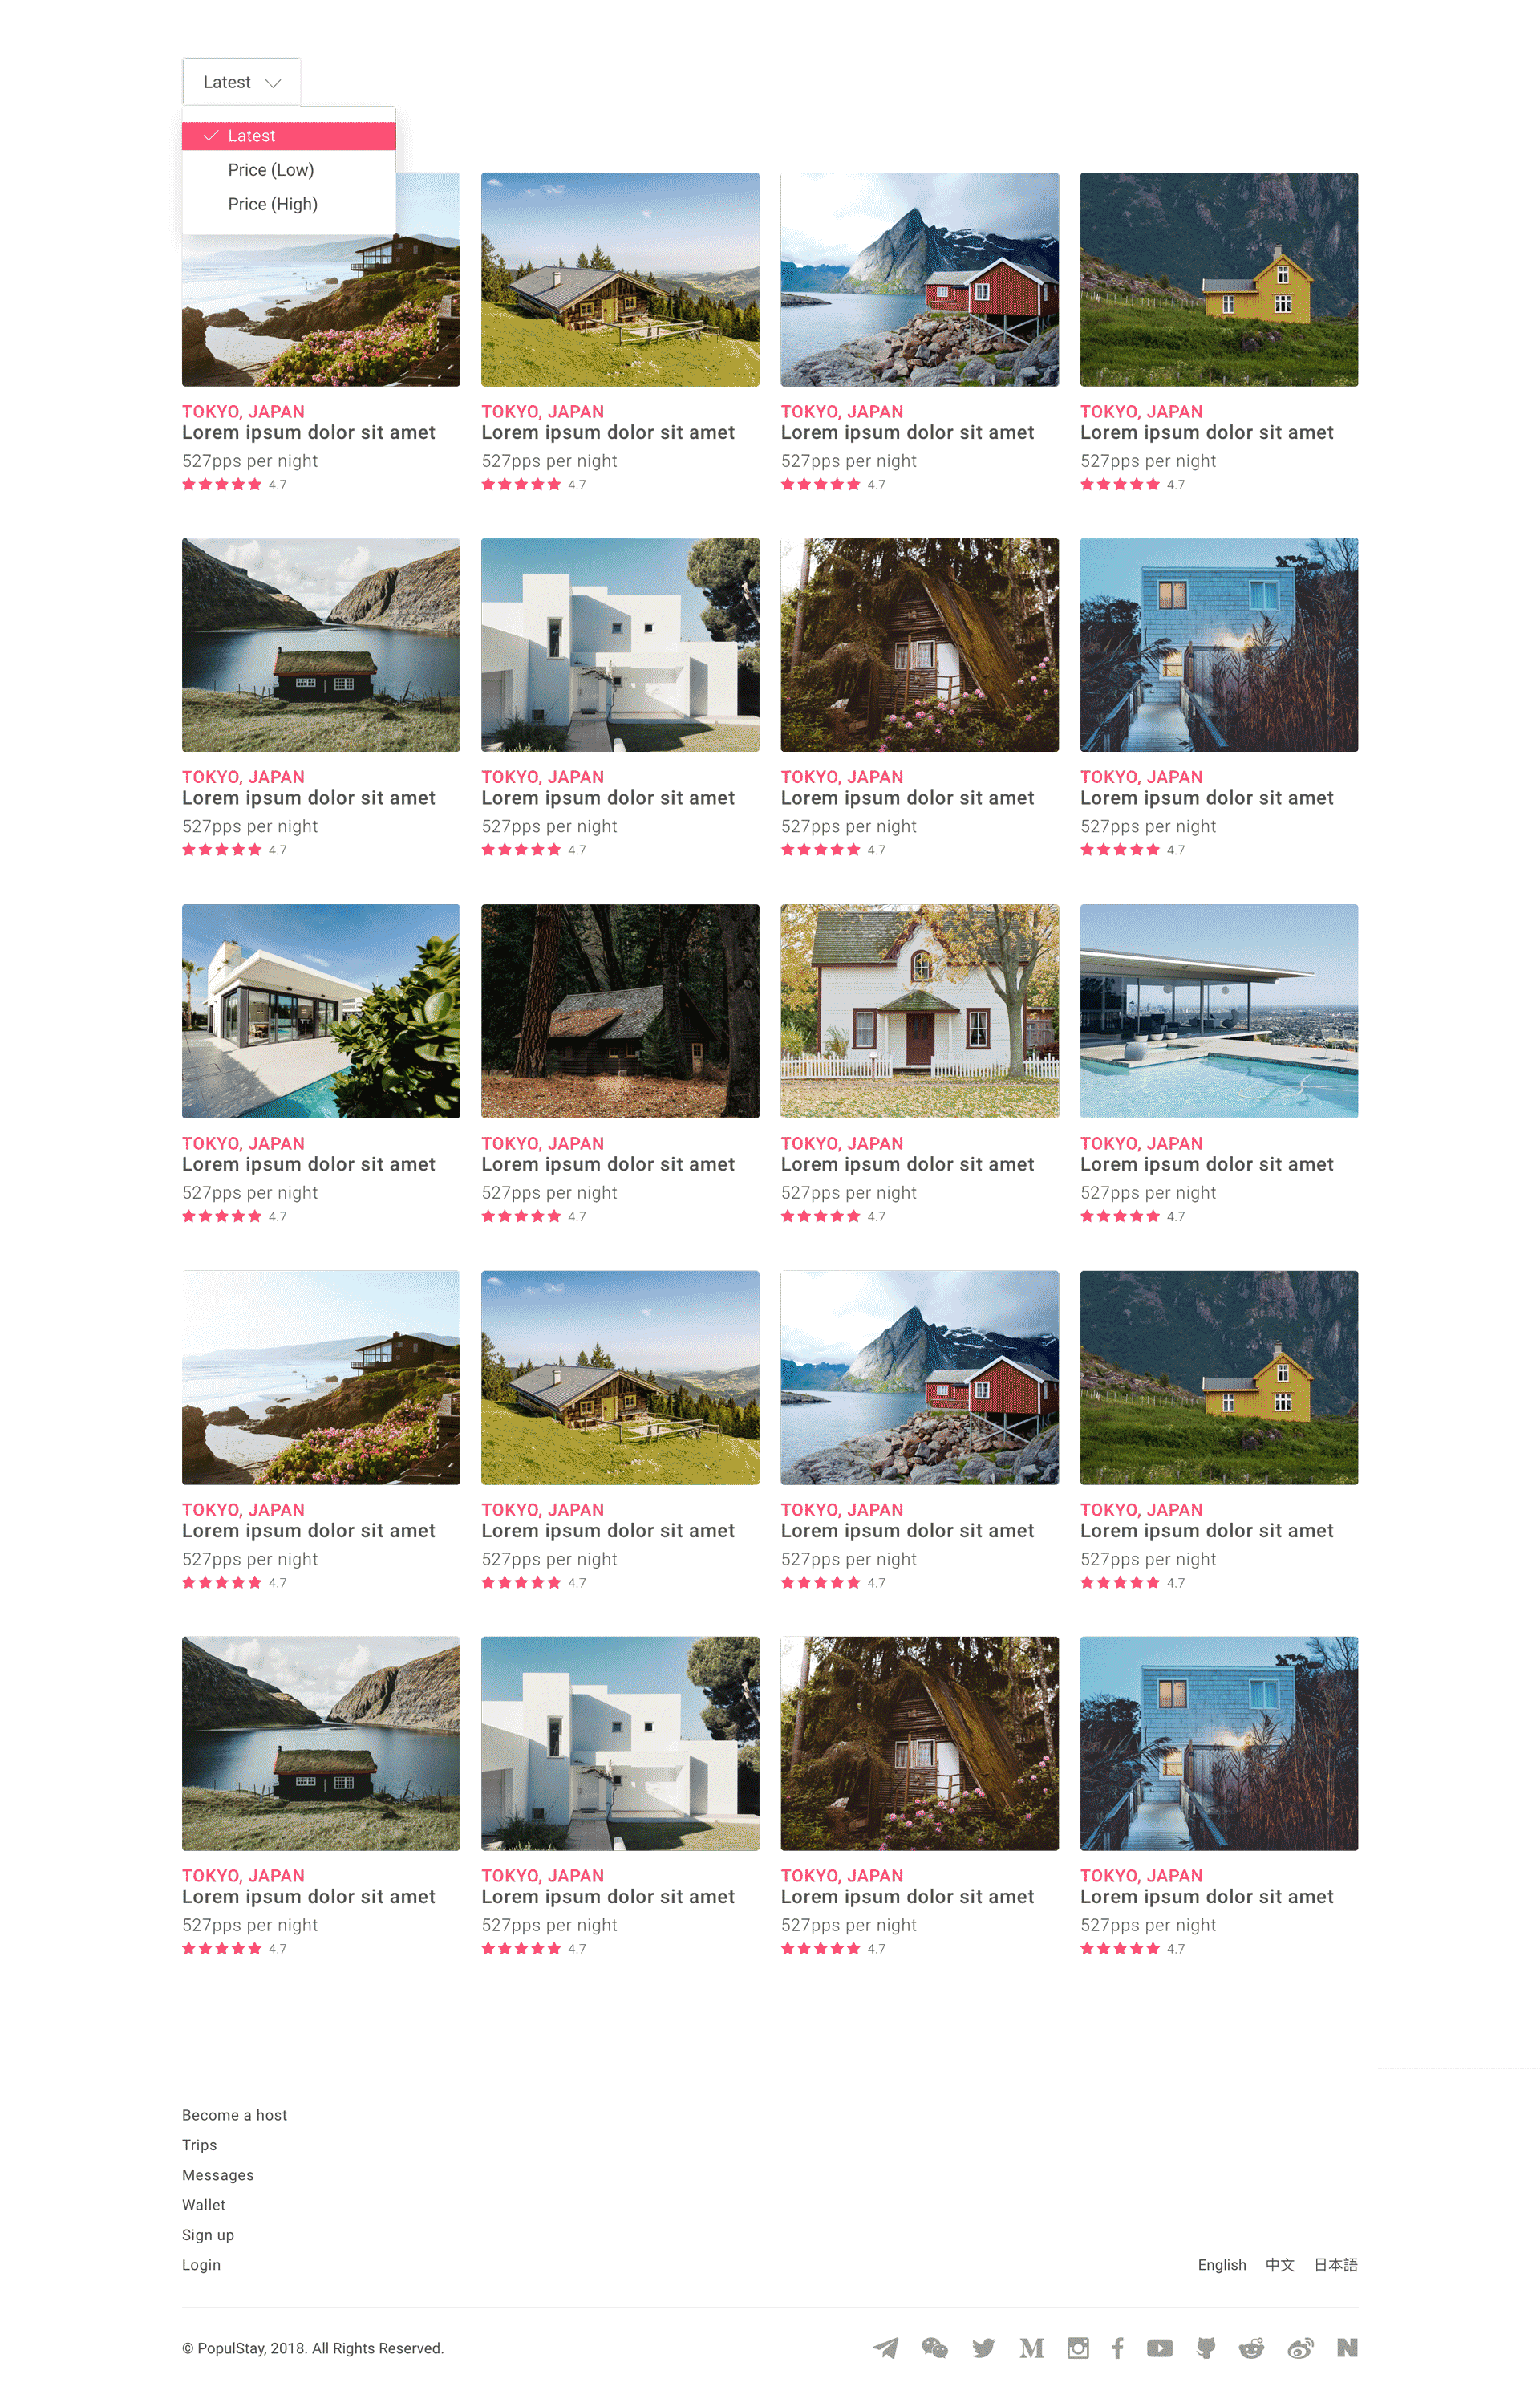 Latest
Latest
Price (Low)
Price (High)
TOKYO, JAPAN
Lorem ipsum dolor sit amet
527pps per night
4.7
TOKYO, JAPAN
Lorem ipsum dolor sit amet
527pps per night
4.7
TOKYO, JAPAN
Lorem ipsum dolor sit amet
527pps per night
4.7
TOKYO, JAPAN
Lorem ipsum dolor sit amet
527pps per night
4.7
TOKYO, JAPAN
Lorem ipsum dolor sit amet
527pps per night
4.7
TOKYO, JAPAN
Lorem ipsum dolor sit amet
527pps per night
4.7
TOKYO, JAPAN
Lorem ipsum dolor sit amet
527pps per night
4.7
TOKYO, JAPAN
Lorem ipsum dolor sit amet
527pps per night
4.7
TOKYO, JAPAN
Lorem ipsum dolor sit amet
527pps per night
4.7
TOKYO, JAPAN
Lorem ipsum dolor sit amet
527pps per night
4.7
TOKYO, JAPAN
Lorem ipsum dolor sit amet
527pps per night
4.7
TOKYO, JAPAN
Lorem ipsum dolor sit amet
527pps per night
4.7
TOKYO, JAPAN
Lorem ipsum dolor sit amet
527pps per night
4.7
TOKYO, JAPAN
Lorem ipsum dolor sit amet
527pps per night
4.7
TOKYO, JAPAN
Lorem ipsum dolor sit amet
527pps per night
4.7
TOKYO, JAPAN
Lorem ipsum dolor sit amet
527pps per night
4.7
TOKYO, JAPAN
Lorem ipsum dolor sit amet
527pps per night
4.7
TOKYO, JAPAN
Lorem ipsum dolor sit amet
527pps per night
4.7
TOKYO, JAPAN
Lorem ipsum dolor sit amet
527pps per night
4.7
TOKYO, JAPAN
Lorem ipsum dolor sit amet
527pps per night
4.7
Become a host
Trips
Messages
Wallet
Sign up
Login
English 中文 日本語
© PopulStay, 2018. All Rights Reserved.